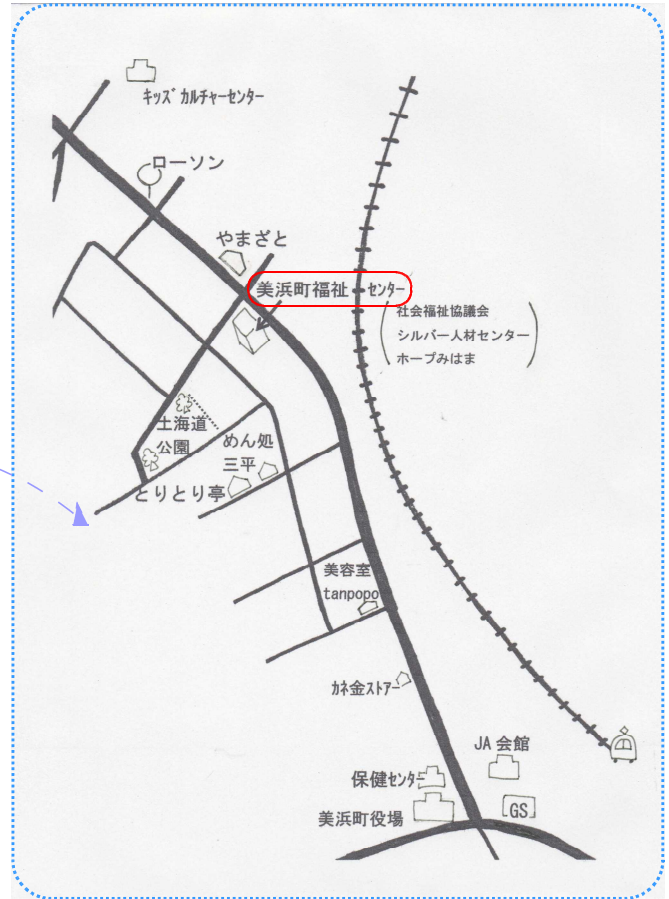 キッズカルチャーセンター
ローソン
やまざと
美浜町福祉センター
社会福祉協議会
シルバー人材センター
ホープみはま
土海道
公園
めん処
三平
とりとり亭
美容室
tanpopo
カネ金ストアー
JA会館
保健センター
GS
美浜町役場